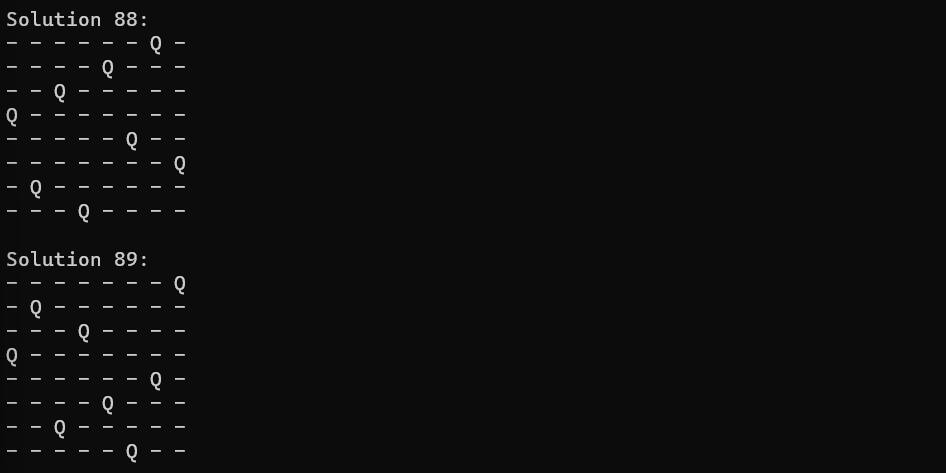 Solution 88:
- - - - - - Q -
- - - - Q - - -
- - Q - - - - -
Q - - - - - - -
- - - - - Q - -
- - - - - - - Q
- Q - - - - - -
- - - Q - - - -
Solution 89:
- - - - - - - Q
- Q - - - - - -
- - - Q - - - -
Q - - - - - - -
- - - - - - Q -
- - - - Q - - -
- - Q - - - - -
- - - - - Q - -